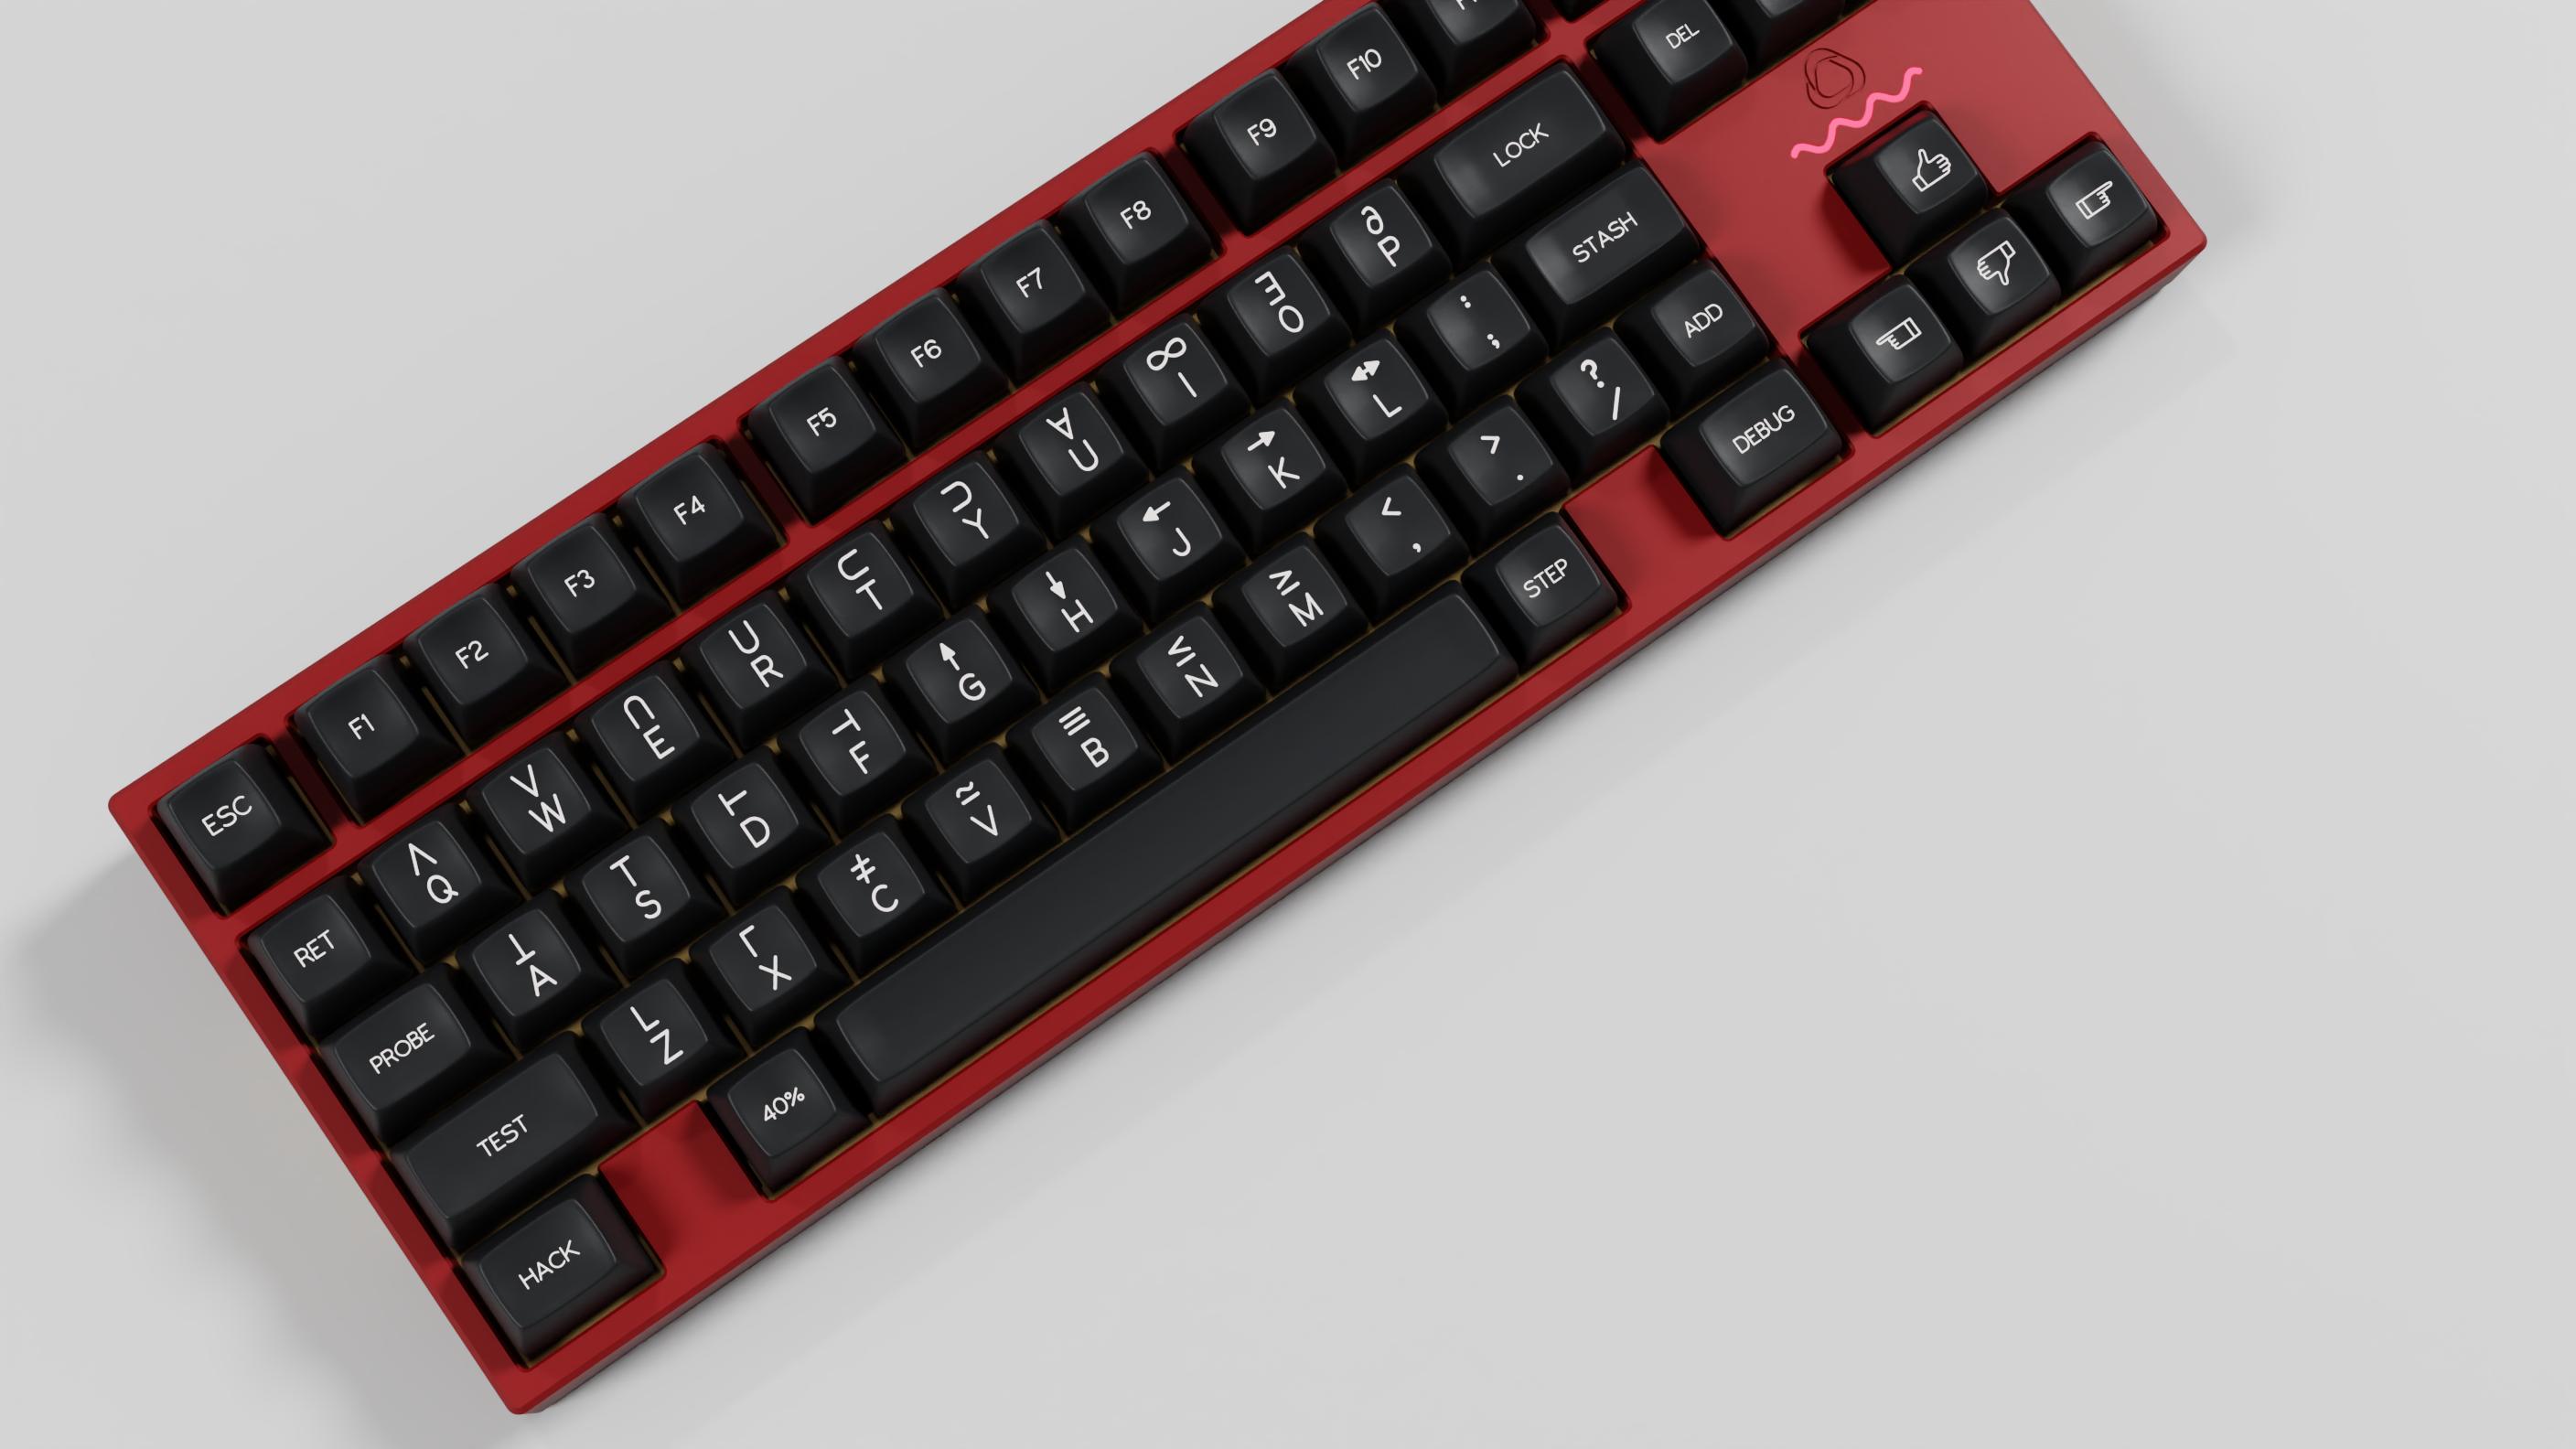 ESC F1 F2 F3 F4 F5 F6 F7 F8 F9 F10
DEL
RET ∧ Q ∨ W ∩ E ∪ R ⊂ T ⊃ Y ∀ U ∞ I ∃ O ∂ P LOCK
PROBE ⊥ A ⊤ S ⊢ D ⊣ F ↑ G ↓ H ← J → K ↔ L : ; STASH
TEST ⌊ Z ⌈ X ≠ C ≃ V ≡ B ≤ N ≥ M < , > . ? / ADD
HACK 40% STEP DEBUG